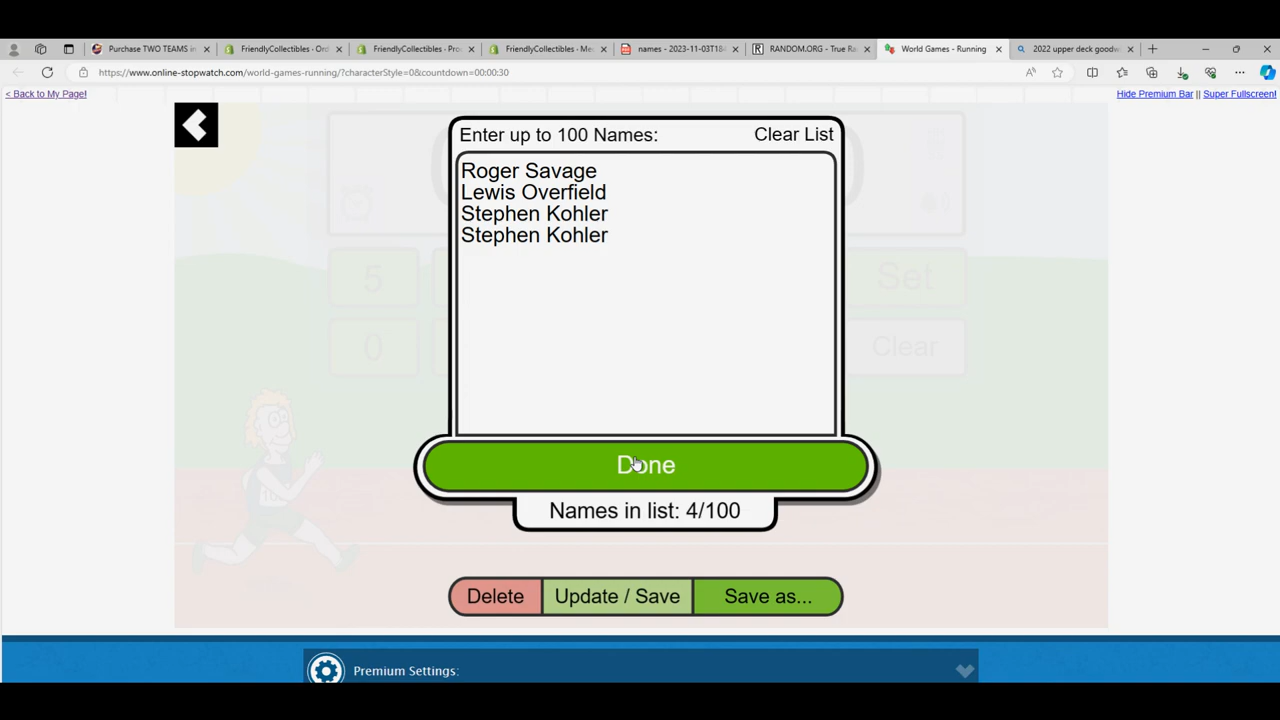 Purchase TWO TEAMS in
FriendlyCollectibles · Ord
FriendlyCollectibles · Pro
FriendlyCollectibles · Me
names - 2023-11-03T18
RANDOM.ORG - True Ra
World Games - Running
2022 upper deck goodw
https://www.online-stopwatch.com/world-games-running/?characterStyle=0&countdown=00:00:30
< Back to My Page!
Hide Premium Bar || Super Fullscreen!
Enter up to 100 Names:
Clear List
Roger Savage
Lewis Overfield
Stephen Kohler
Stephen Kohler
5
Set
0
Clear
Done
Names in list: 4/100
Delete
Update / Save
Save as...
Premium Settings: